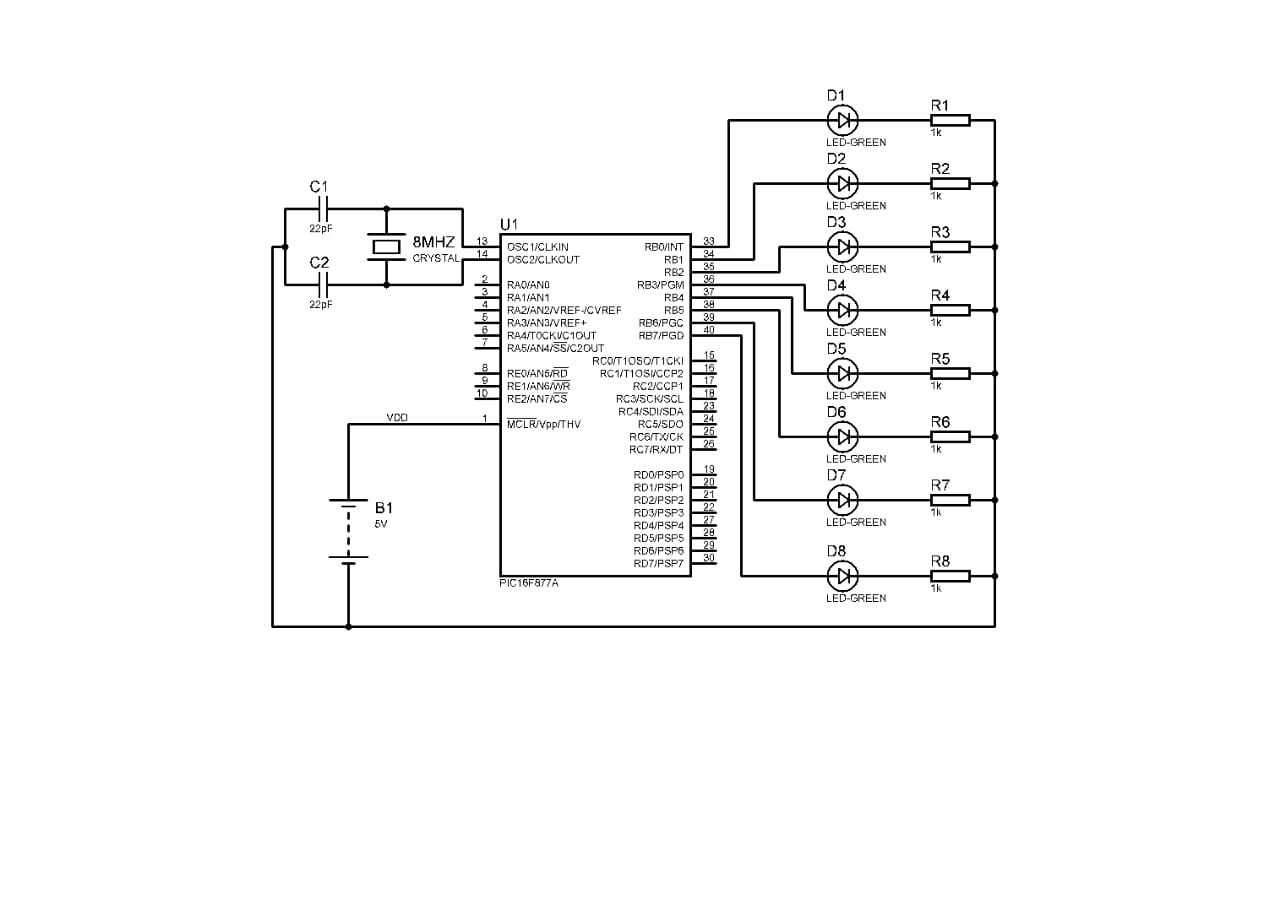 D1
R1
LED-GREEN
1k
D2
R2
LED-GREEN
1k
D3
R3
LED-GREEN
1k
D4
R4
LED-GREEN
1k
D5
R5
LED-GREEN
1k
D6
R6
LED-GREEN
1k
D7
R7
LED-GREEN
1k
D8
R8
LED-GREEN
1k
C1
22pF
C2
22pF
8MHZ
CRYSTAL
U1
13 OSC1/CLKIN
14 OSC2/CLKOUT
2 RA0/AN0
3 RA1/AN1
4 RA2/AN2/VREF-/CVREF
5 RA3/AN3/VREF+
6 RA4/T0CKI/C1OUT
7 RA5/AN4/SS/C2OUT
8 RE0/AN5/RD
9 RE1/AN6/WR
10 RE2/AN7/CS
1 MCLR/Vpp/THV
RB0/INT 33
RB1 34
RB2 35
RB3/PGM 36
RB4 37
RB5 38
RB6/PGC 39
RB7/PGD 40
RC0/T1OSO/T1CKI 15
RC1/T1OSI/CCP2 16
RC2/CCP1 17
RC3/SCK/SCL 18
RC4/SDI/SDA 23
RC5/SDO 24
RC6/TX/CK 25
RC7/RX/DT 26
RD0/PSP0 19
RD1/PSP1 20
RD2/PSP2 21
RD3/PSP3 22
RD4/PSP4 27
RD5/PSP5 28
RD6/PSP6 29
RD7/PSP7 30
PIC16F877A
VDD
B1
5V